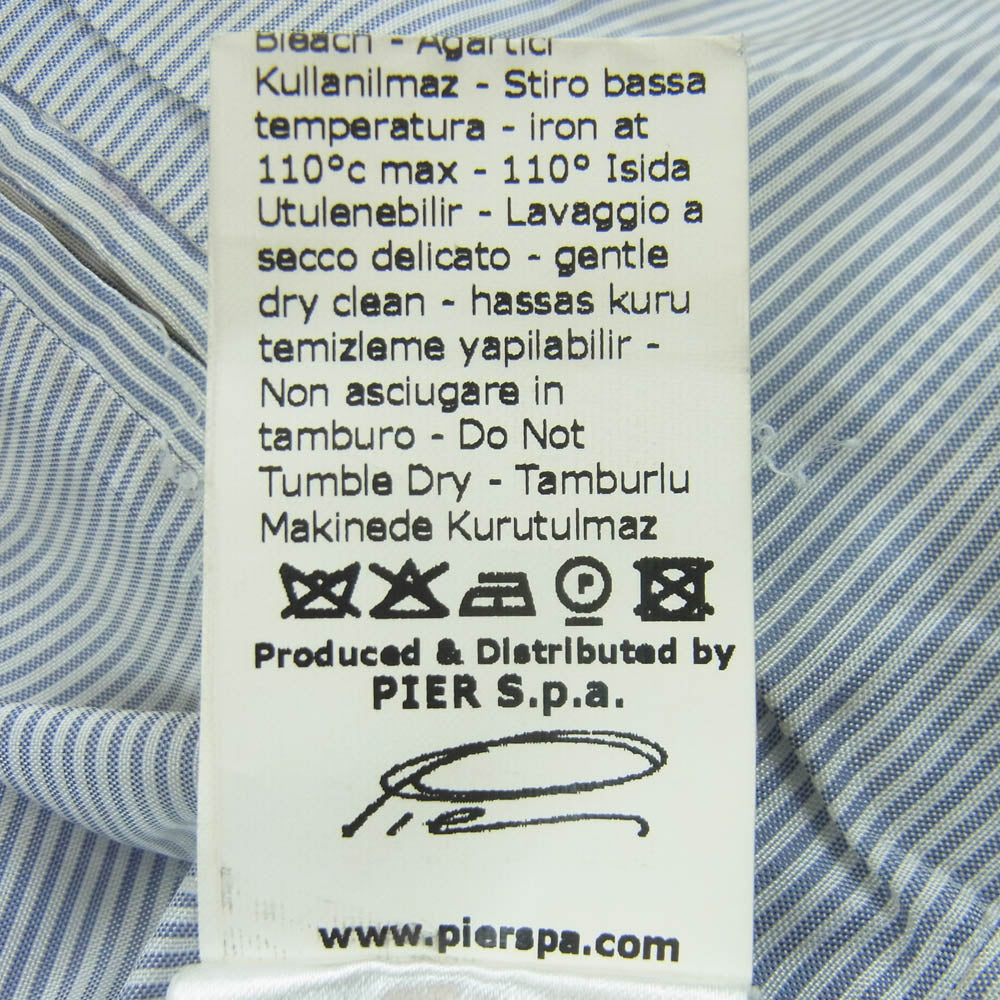 Bleach - Agartici
Kullanilmaz - Stiro bassa
temperatura - iron at
110°c max - 110° Isida
Utulenebilir - Lavaggio a
secco delicato - gentle
dry clean - hassas kuru
temizleme yapilabilir -
Non asciugare in
tamburo - Do Not
Tumble Dry - Tamburlu
Makinede Kurutulmaz
P
Produced & Distributed by
PIER S.p.a.
Pier
www.pierspa.com